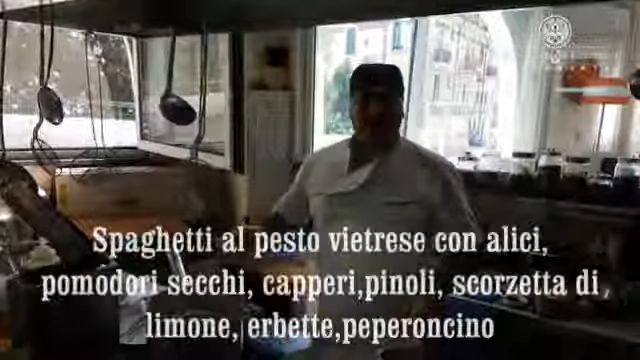 Spaghetti al pesto vietrese con alici,
pomodori secchi, capperi,pinoli, scorzetta di
limone, erbette,peperoncino